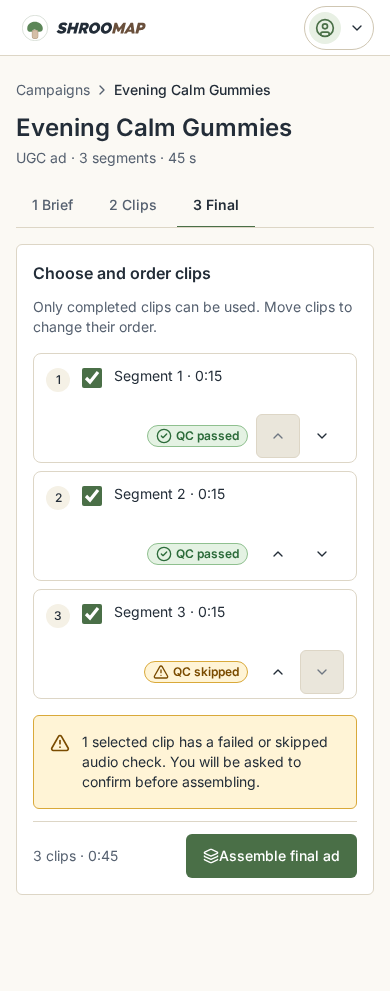 SHROOMAP
Campaigns > Evening Calm Gummies
Evening Calm Gummies
UGC ad · 3 segments · 45 s
1 Brief 2 Clips 3 Final
Choose and order clips
Only completed clips can be used. Move clips to
change their order.
1 Segment 1 · 0:15
QC passed
2 Segment 2 · 0:15
QC passed
3 Segment 3 · 0:15
QC skipped
1 selected clip has a failed or skipped
audio check. You will be asked to
confirm before assembling.
3 clips · 0:45 Assemble final ad